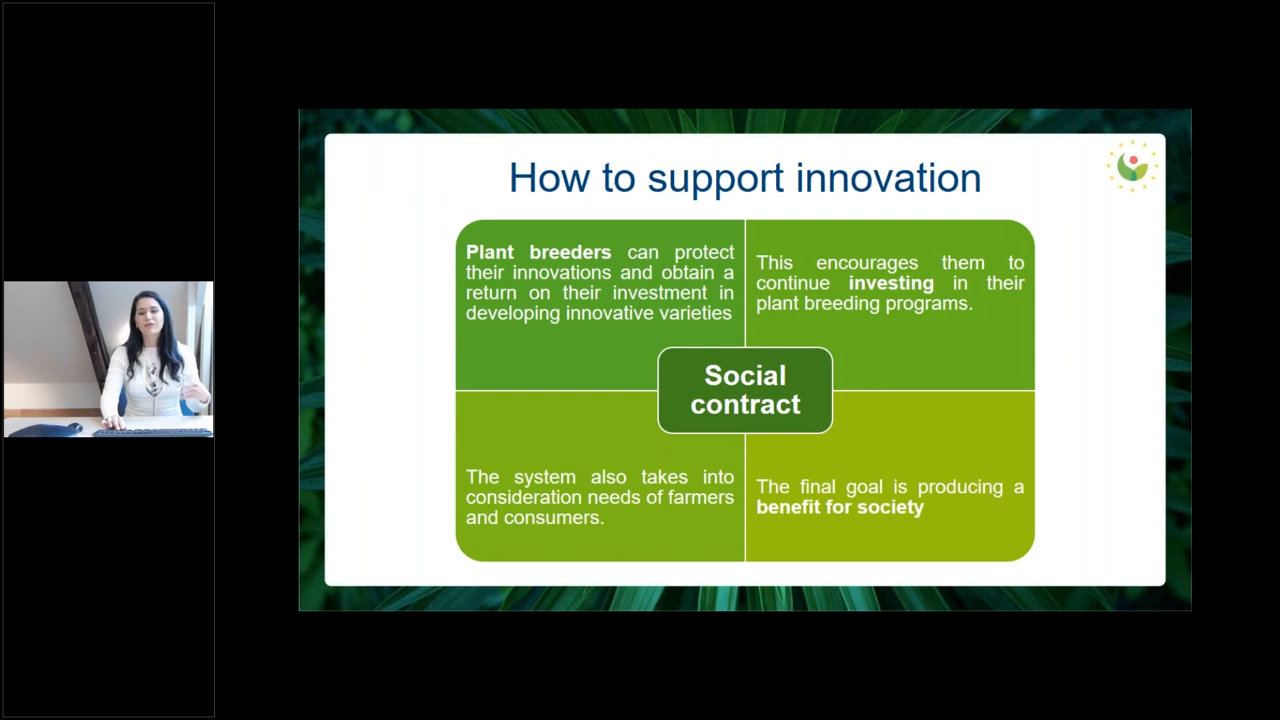 How to support innovation
Plant breeders can protect
their innovations and obtain a
return on their investment in
developing innovative varieties
This encourages them to
continue investing in their
plant breeding programs.
Social
contract
The system also takes into
consideration needs of farmers
and consumers.
The final goal is producing a
benefit for society